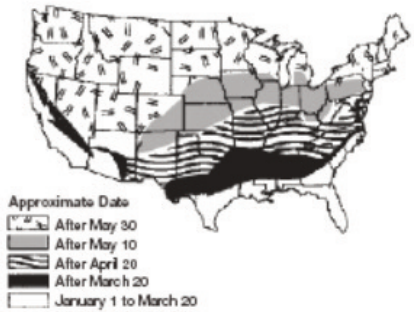 Approximate Date
After May 30
After May 10
After April 20
After March 20
January 1 to March 20